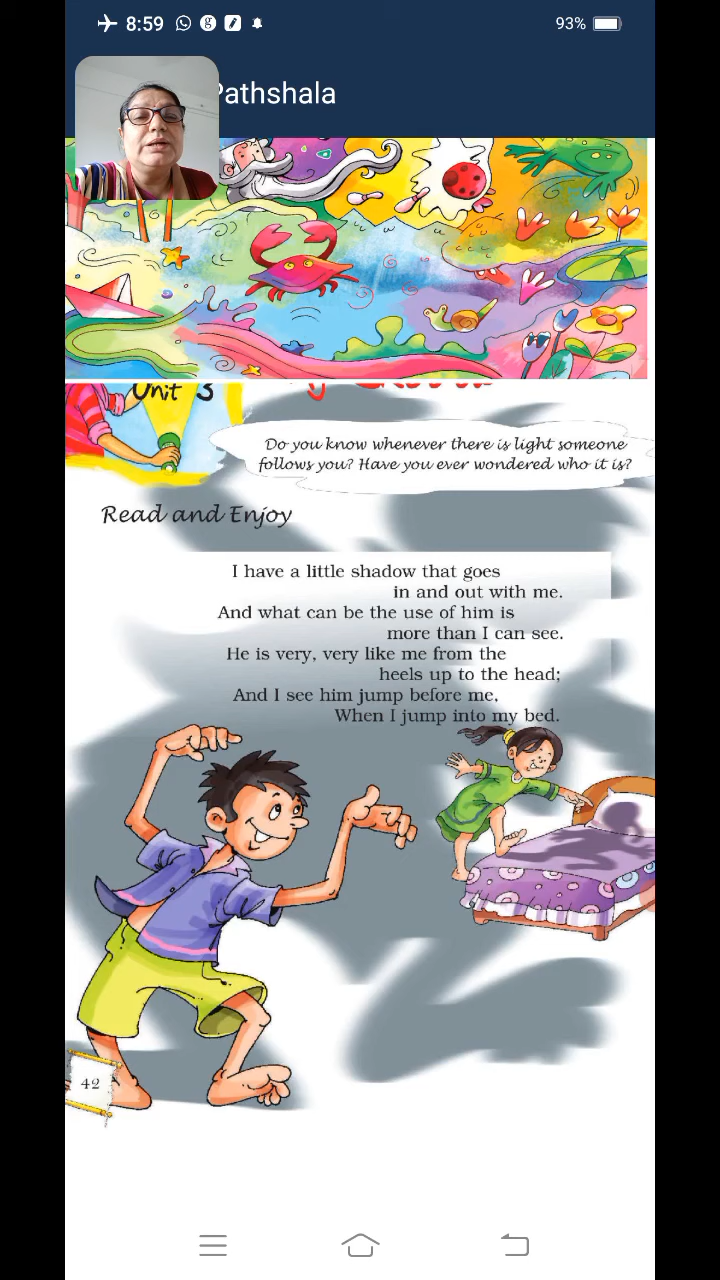 8:59
93%
Pathshala
Unit 3
Do you know whenever there is light someone
follows you? Have you ever wondered who it is?
Read and Enjoy
I have a little shadow that goes
in and out with me.
And what can be the use of him is
more than I can see.
He is very, very like me from the
heels up to the head;
And I see him jump before me,
When I jump into my bed.
42